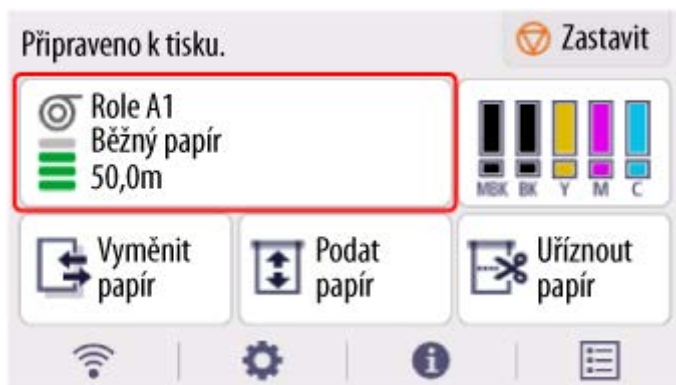 Připraveno k tisku.
Zastavit
Role A1
Běžný papír
50,0m
MBK BK Y M C
Vyměnit
papír
Podat
papír
Uříznout
papír